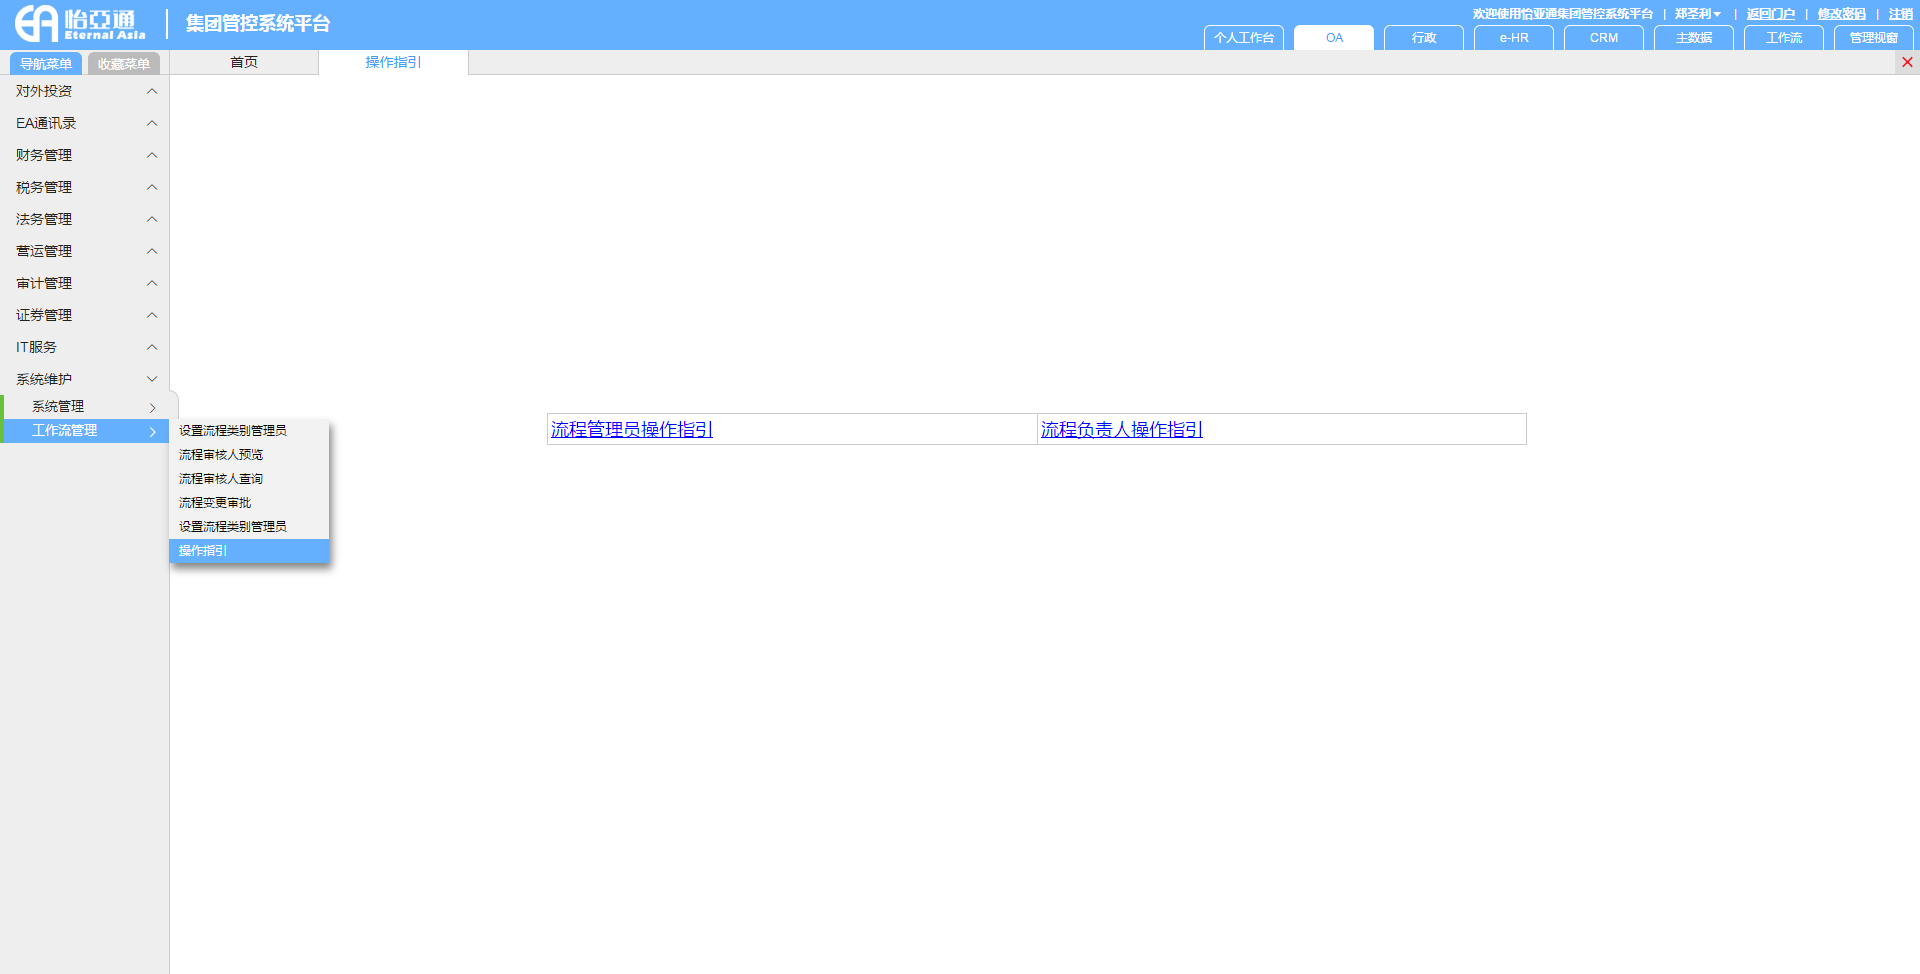 怡亞通
Eternal Asia
集团管控系统平台
欢迎使用怡亚通集团管控系统平台 | 郑圣利 | 返回门户 | 修改密码 | 注销
个人工作台 OA 行政 e-HR CRM 主数据 工作流 管理视窗
导航菜单 收藏菜单 首页 操作指引
对外投资
EA通讯录
财务管理
税务管理
法务管理
营运管理
审计管理
证券管理
IT服务
系统维护
系统管理
工作流管理
设置流程类别管理员
流程审核人预览
流程审核人查询
流程变更审批
设置流程类别管理员
操作指引
流程管理员操作指引 流程负责人操作指引